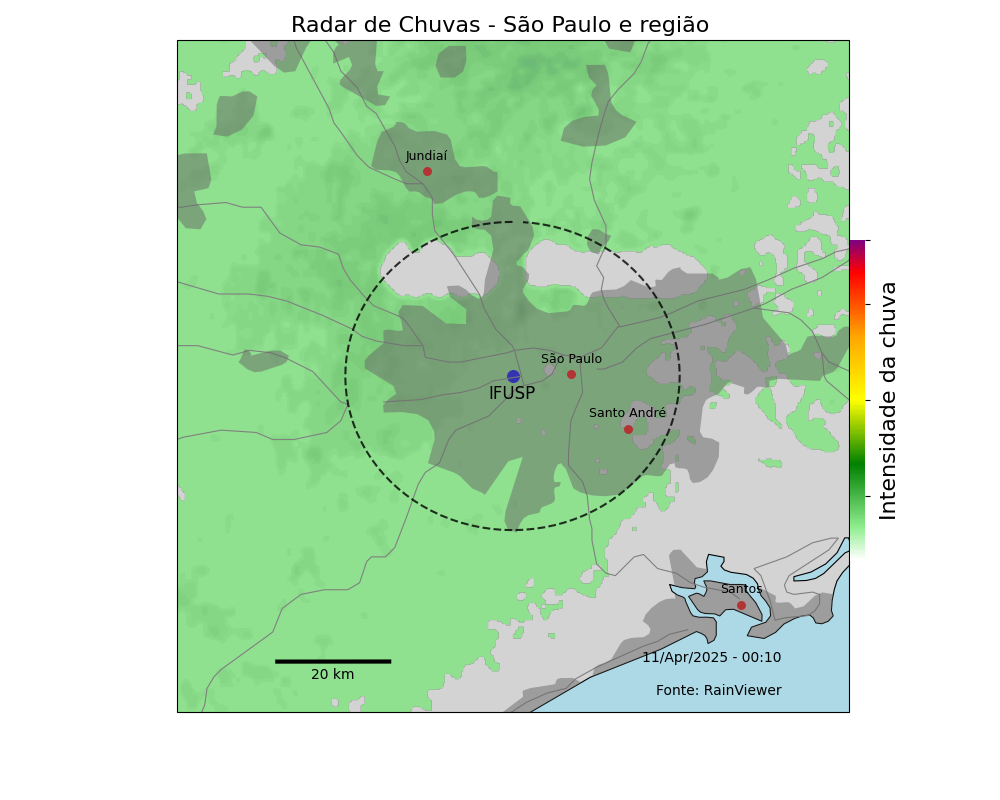 Radar de Chuvas - São Paulo e região
Jundiaí
São Paulo
IFUSP
Santo André
Intensidade da chuva
Santos
11/Apr/2025 - 00:10
20 km
Fonte: RainViewer